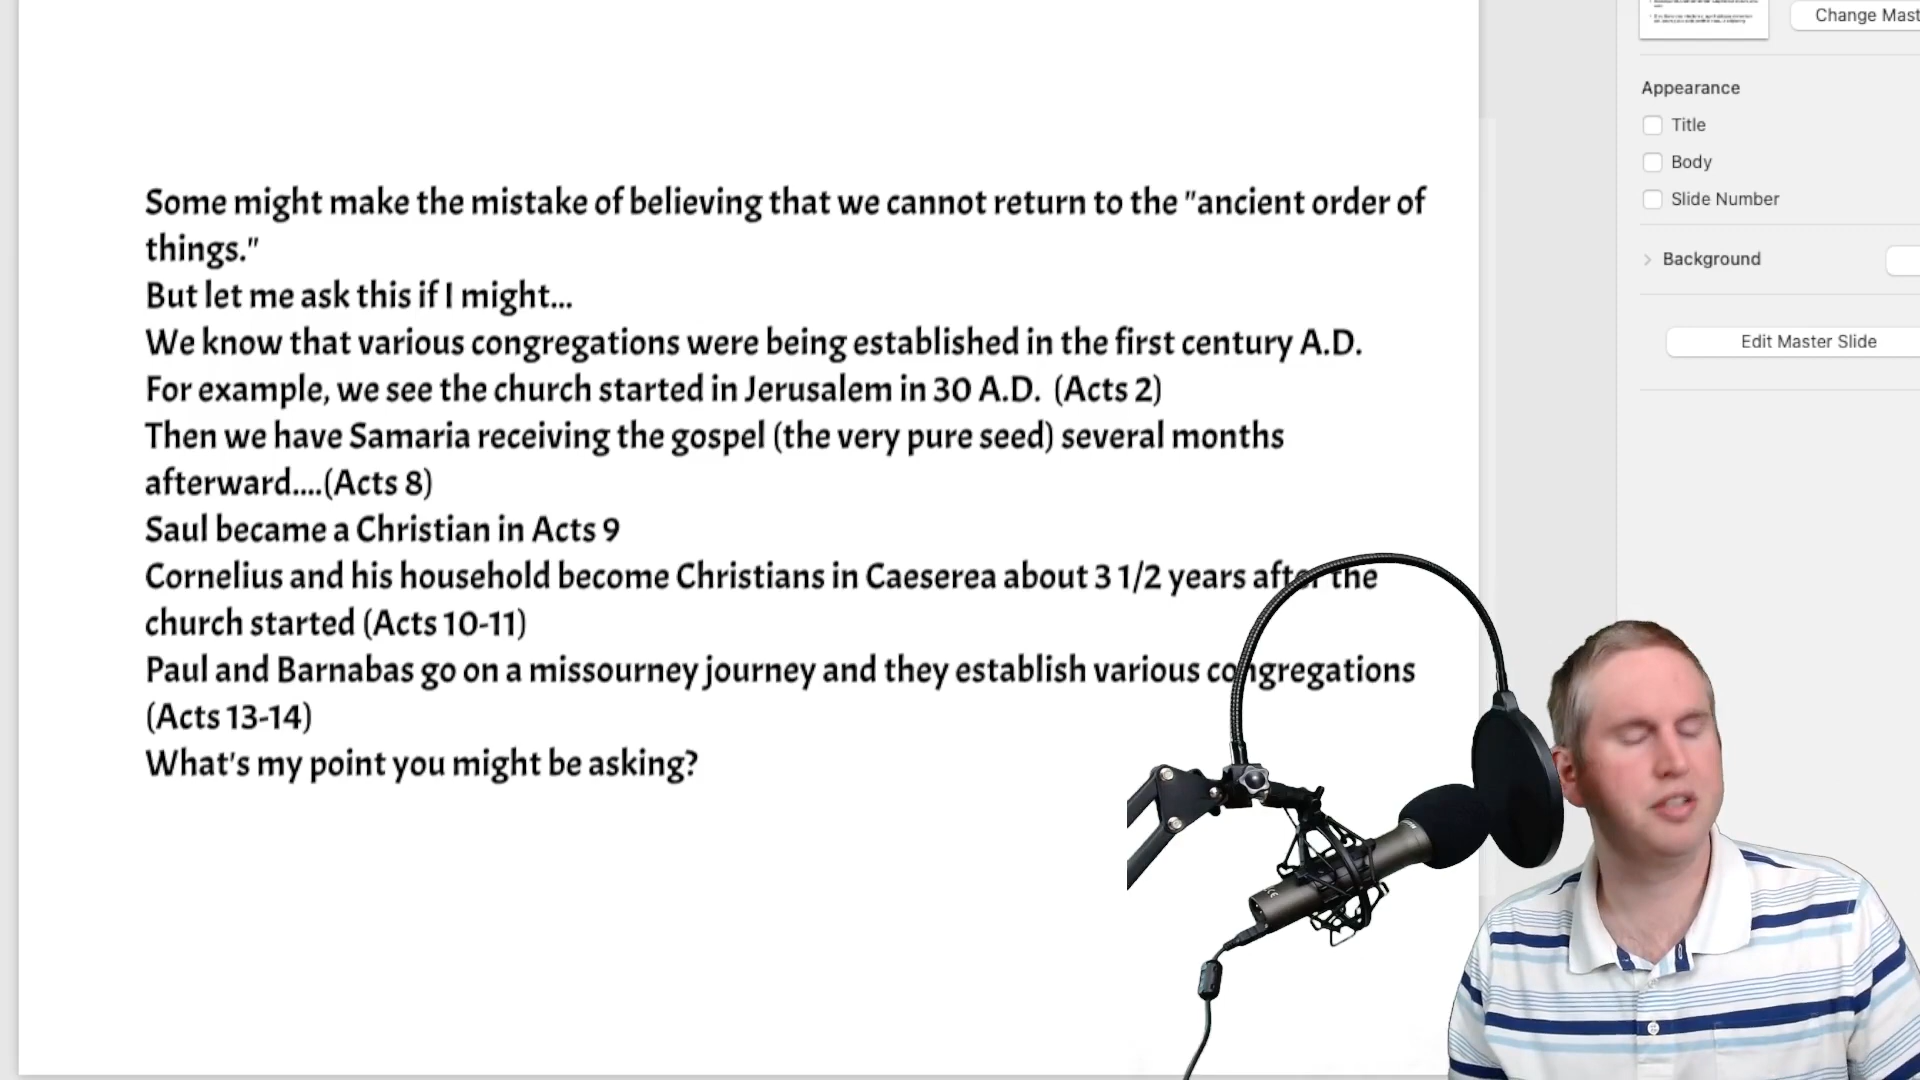 Some might make the mistake of believing that we cannot return to the "ancient order of
things."
But let me ask this if I might...
We know that various congregations were being established in the first century A.D.
For example, we see the church started in Jerusalem in 30 A.D. (Acts 2)
Then we have Samaria receiving the gospel (the very pure seed) several months
afterward....(Acts 8)
Saul became a Christian in Acts 9
Cornelius and his household become Christians in Caeserea about 3 1/2 years after the
church started (Acts 10-11)
Paul and Barnabas go on a missourney journey and they establish various congregations
(Acts 13-14)
What's my point you might be asking?
Change Mast
Appearance
Title
Body
Slide Number
Background
Edit Master Slide